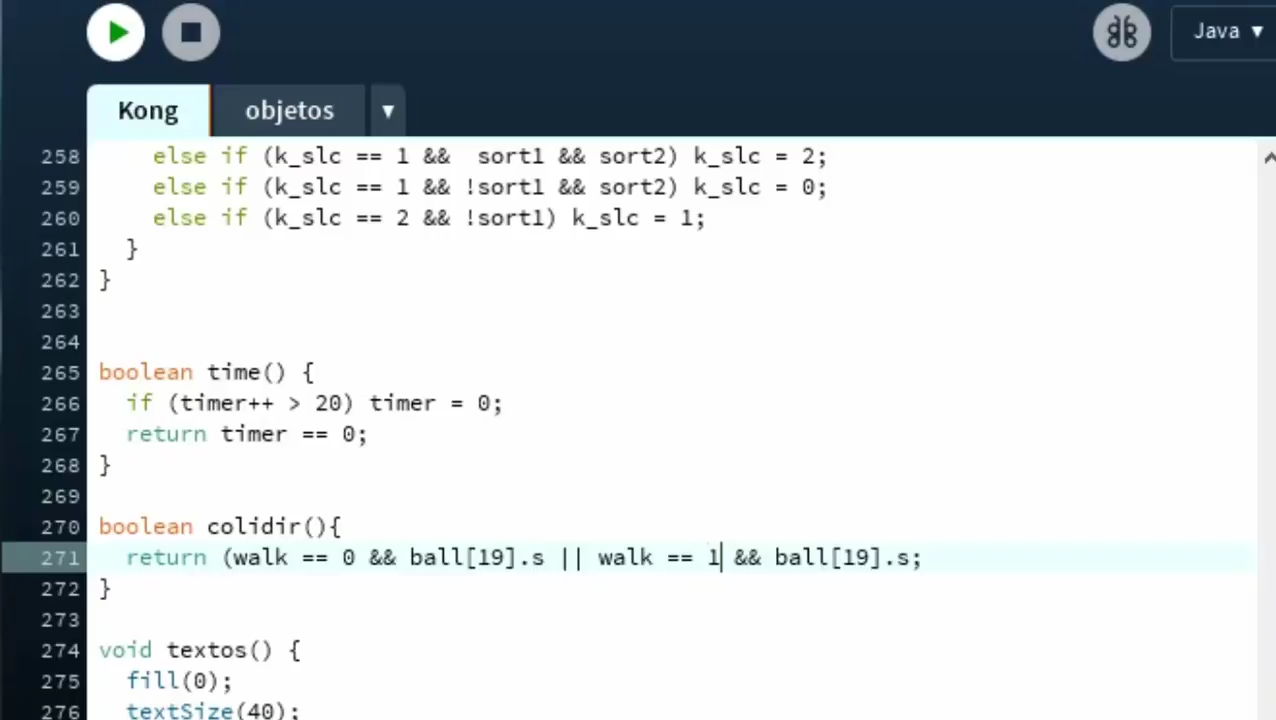 Java ▼
Kong objetos ▼
258 else if (k_slc == 1 &&  sort1 && sort2) k_slc = 2;
259 else if (k_slc == 1 && !sort1 && sort2) k_slc = 0;
260 else if (k_slc == 2 && !sort1) k_slc = 1;
261 }
262 }
263
264
265 boolean time() {
266 if (timer++ > 20) timer = 0;
267 return timer == 0;
268 }
269
270 boolean colidir(){
271 return (walk == 0 && ball[19].s || walk == 1 && ball[19].s;
272 }
273
274 void textos() {
275 fill(0);
276 textSize(40);